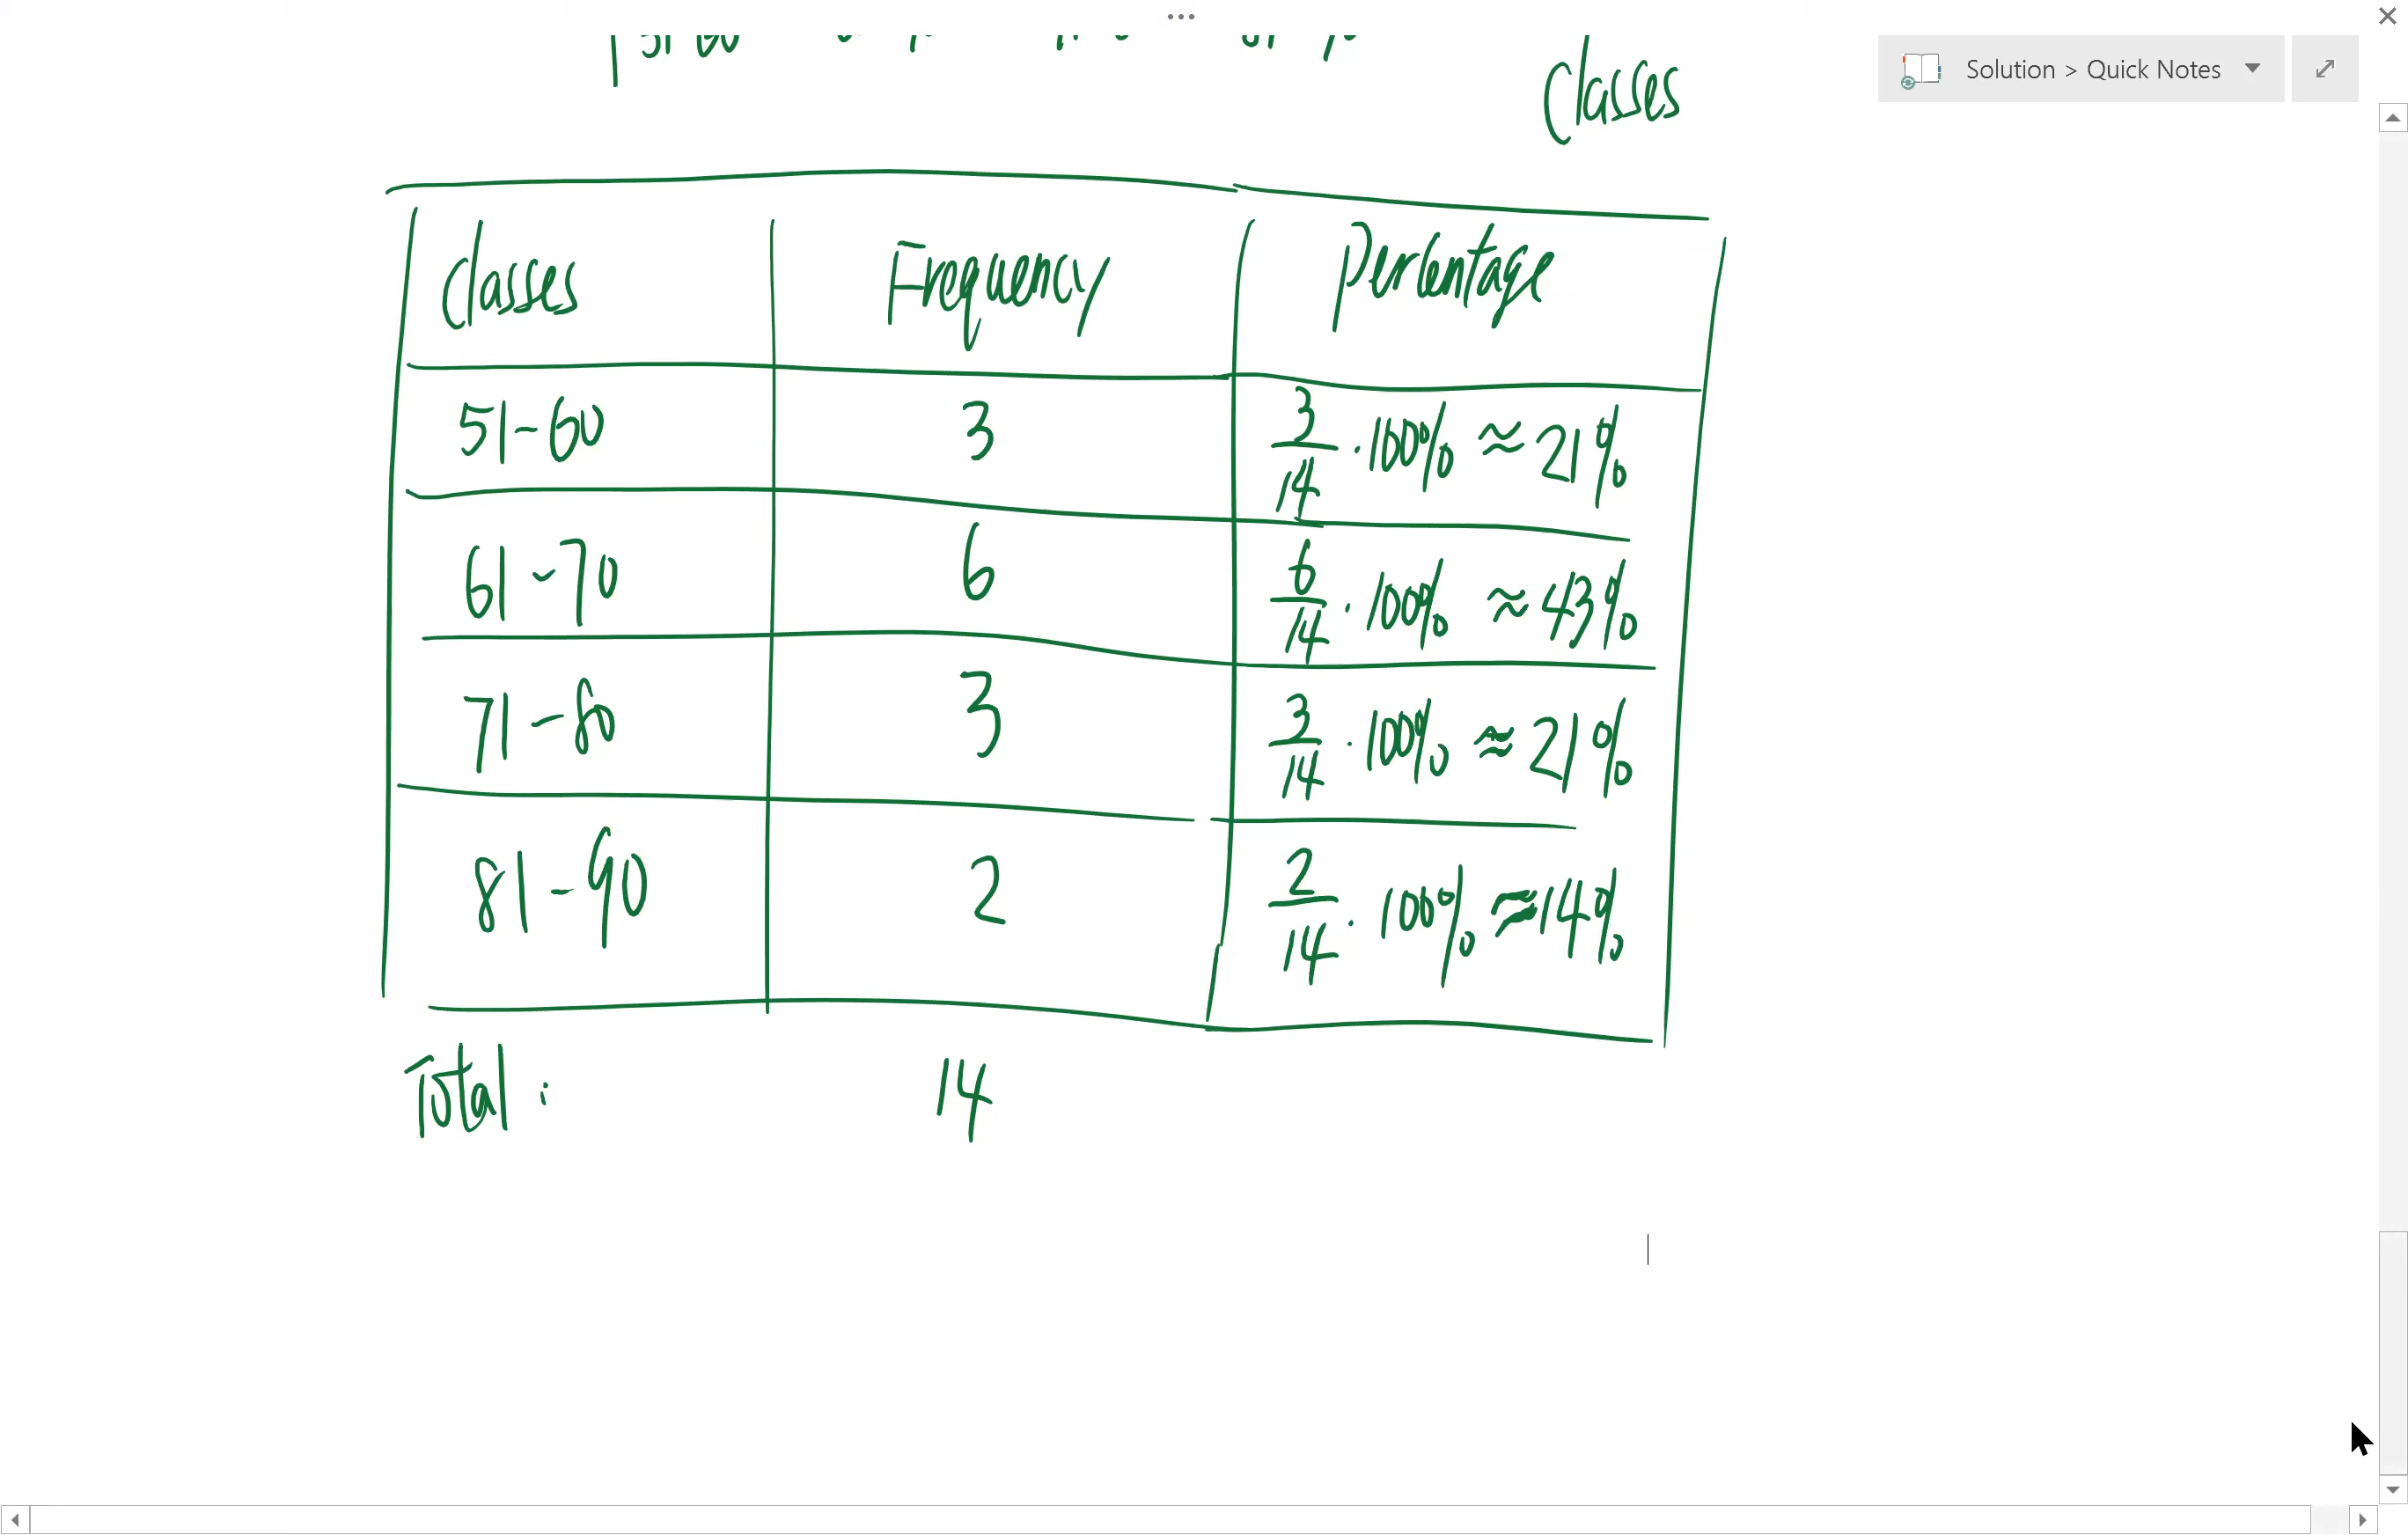 Solution > Quick Notes
Classes
Classes Frequency Percentage
51-60 3 3/14 · 100% ≈ 21%
61-70 6 6/14 · 100% ≈ 43%
71-80 3 3/14 · 100% ≈ 21%
81-90 2 2/14 · 100% ≈ 14%
Total : 14